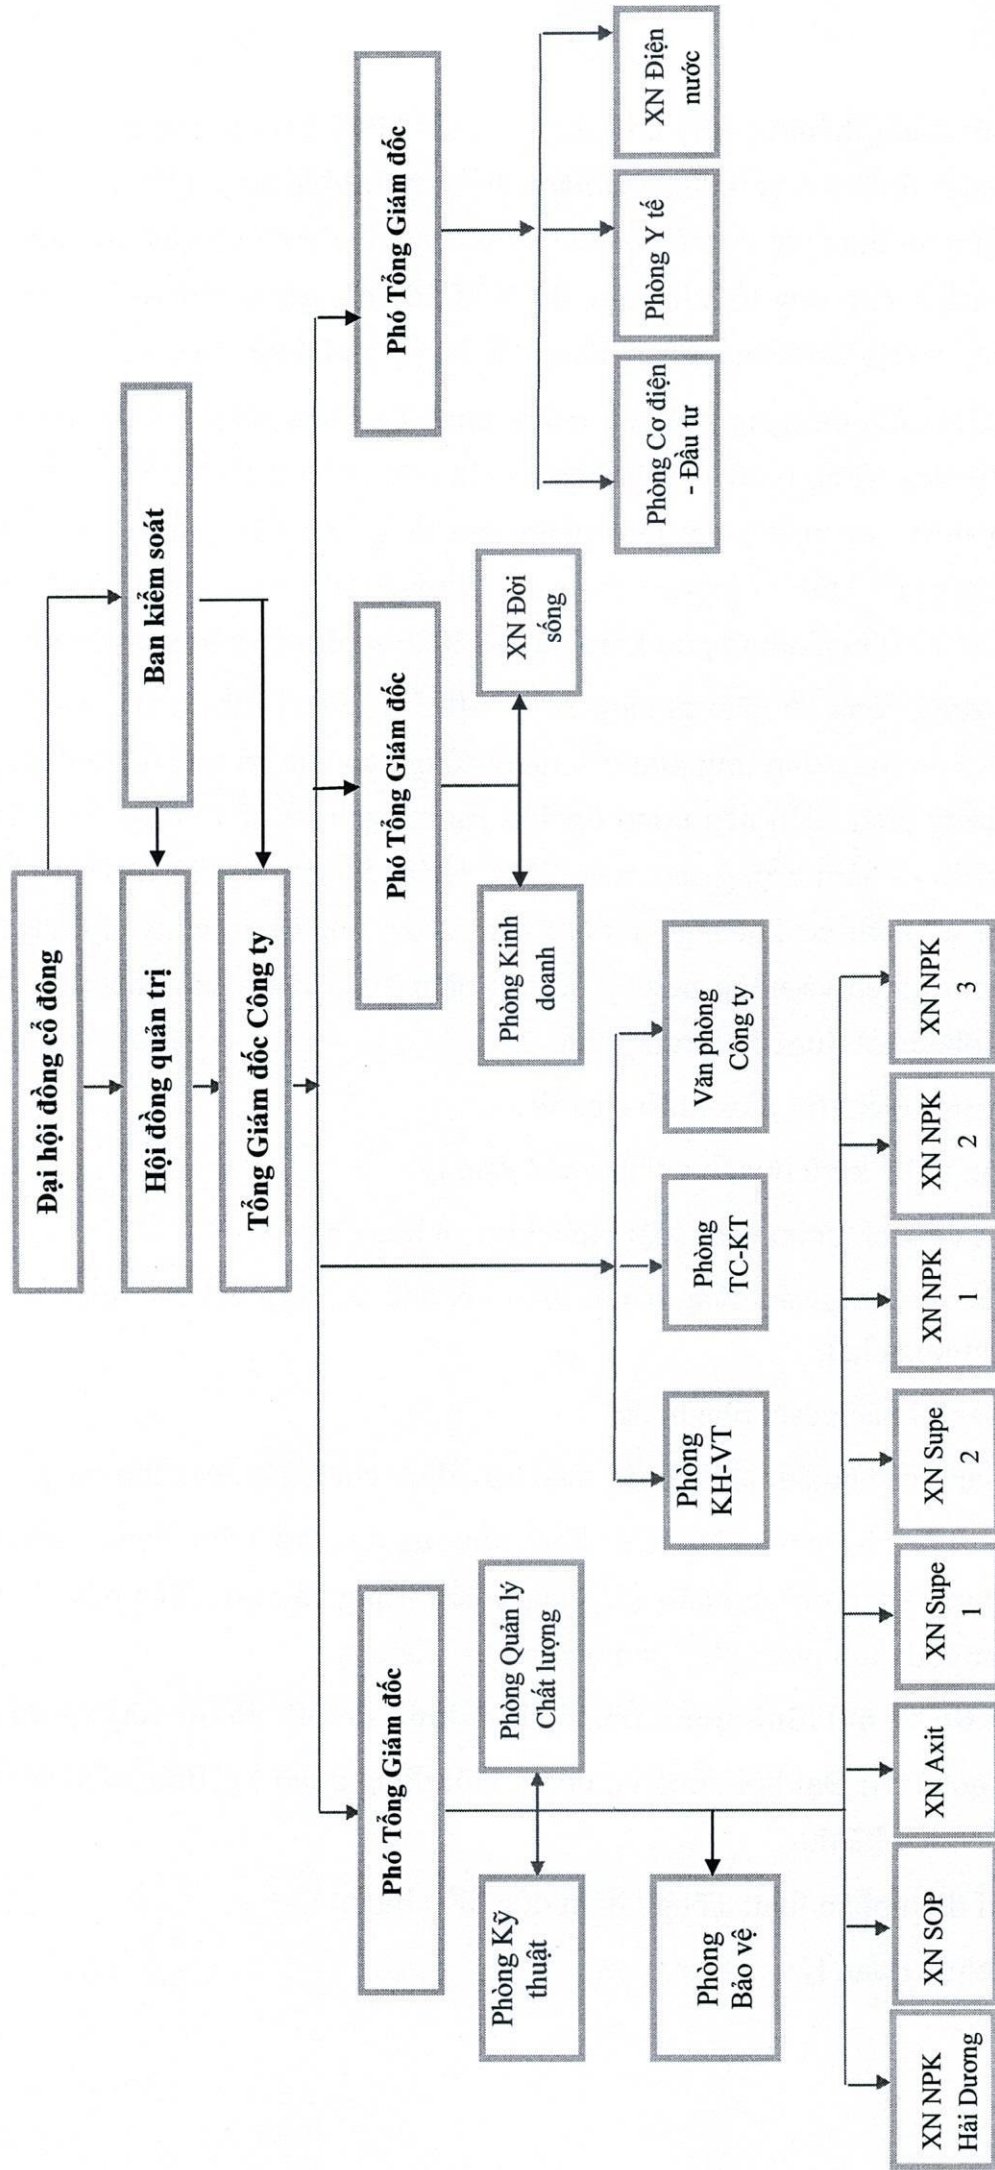 Đại hội đồng cổ đông
Ban kiểm soát
Hội đồng quản trị
Tổng Giám đốc Công ty
Phó Tổng Giám đốc
Phó Tổng Giám đốc
Phó Tổng Giám đốc
Phòng Kỹ
thuật
Phòng Quản lý
Chất lượng
Phòng Kinh
doanh
XN Đời
sống
Phòng Cơ điện
- Đầu tư
Phòng Y tế
XN Điện
nước
Phòng
Bảo vệ
Phòng
KH-VT
Phòng
TC-KT
Văn phòng
Công ty
XN NPK
Hải Dương
XN SOP
XN Axit
XN Supe
1
XN Supe
2
XN NPK
1
XN NPK
2
XN NPK
3